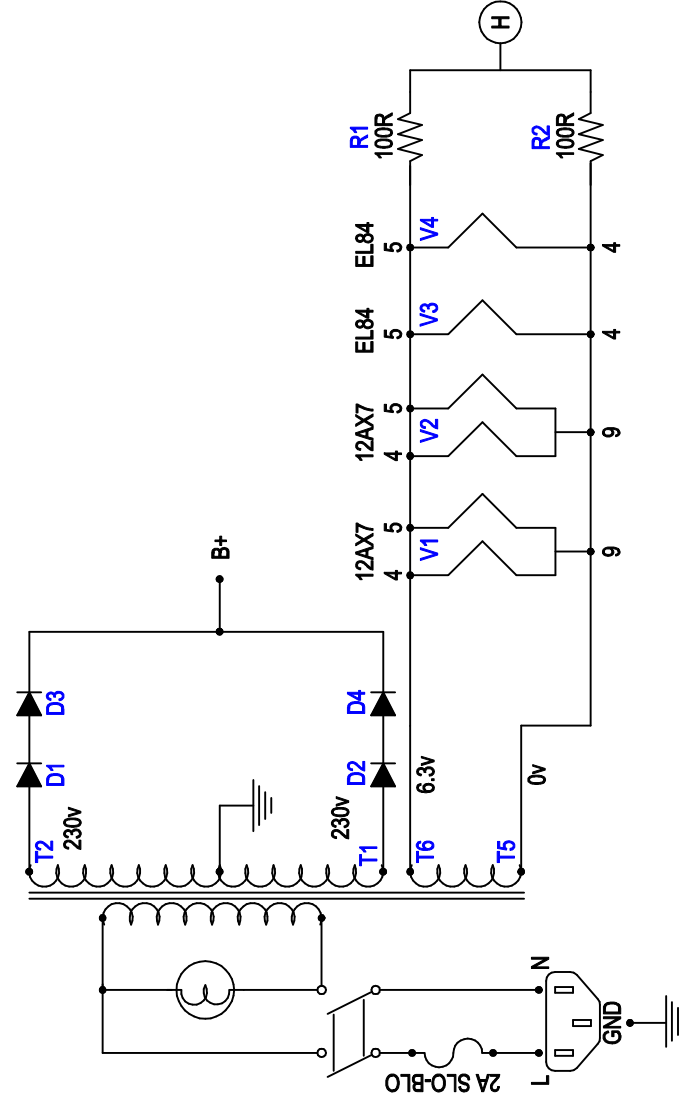 H
R1
100R
R2
100R
EL84
5
V4
4
EL84
5
V3
4
12AX7
4
5
V2
9
12AX7
4
5
V1
9
B+
D3
D4
D1
D2
T2
230v
230v
T1
6.3v
T6
0v
T5
N
GND
L
2A SLO-BLO